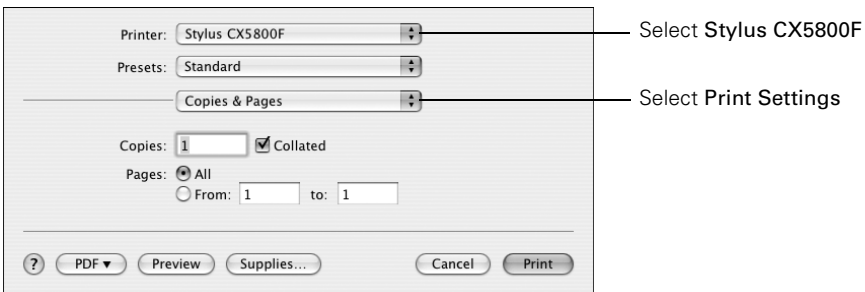 Printer: Stylus CX5800F Select Stylus CX5800F
Presets: Standard
Copies & Pages Select Print Settings
Copies: 1 Collated
Pages: All
From: 1 to: 1
? PDF ▼ Preview Supplies... Cancel Print